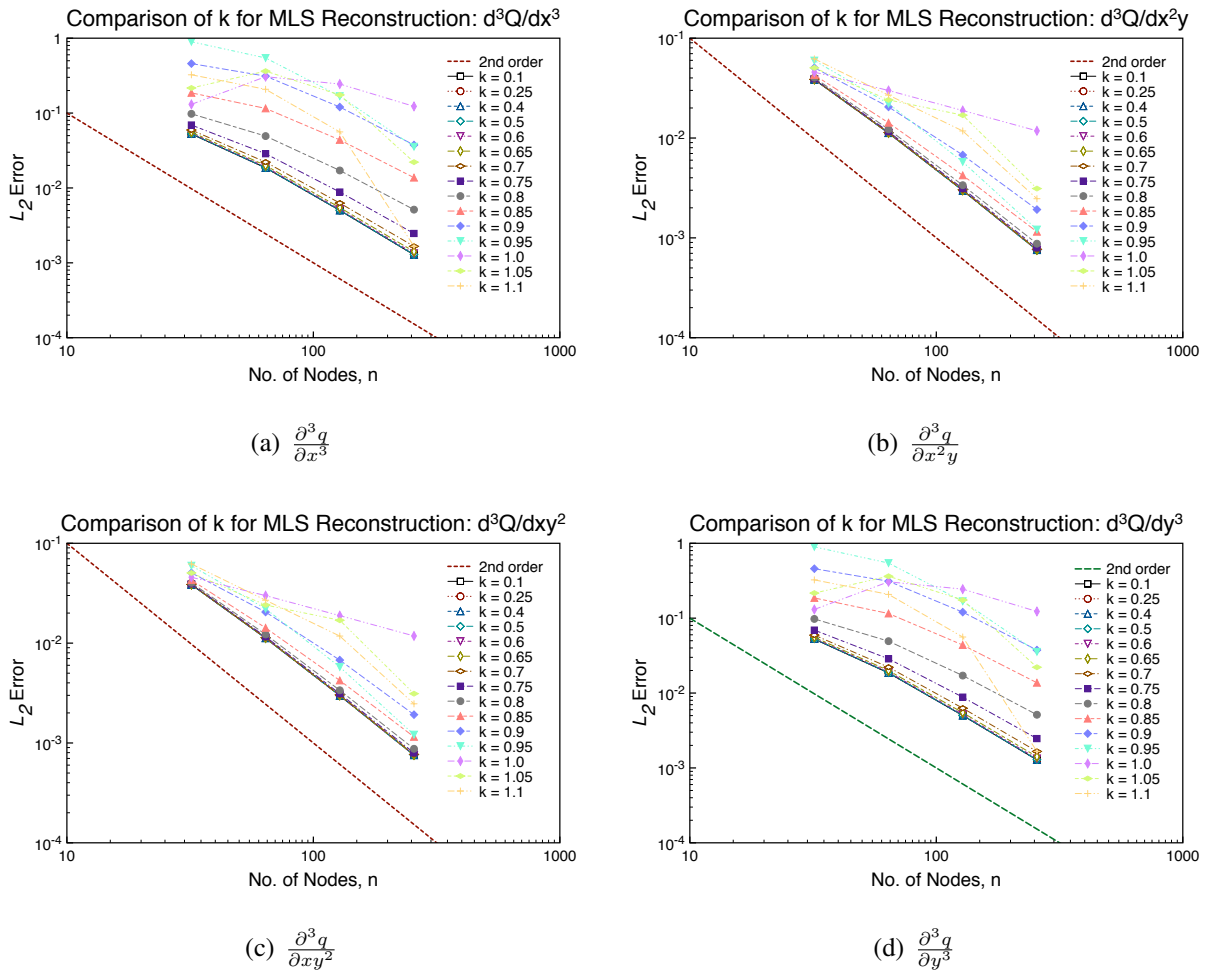 Comparison of k for MLS Reconstruction: d³Q/dx³
1
10⁻¹
10⁻²
10⁻³
10⁻⁴
L₂ Error
10
100
1000
No. of Nodes, n
2nd order
k = 0.1
k = 0.25
k = 0.4
k = 0.5
k = 0.6
k = 0.65
k = 0.7
k = 0.75
k = 0.8
k = 0.85
k = 0.9
k = 0.95
k = 1.0
k = 1.05
k = 1.1
(a) ∂³q/∂x³
Comparison of k for MLS Reconstruction: d³Q/dx²y
10⁻¹
10⁻²
10⁻³
10⁻⁴
L₂ Error
10
100
1000
No. of Nodes, n
2nd order
k = 0.1
k = 0.25
k = 0.4
k = 0.5
k = 0.6
k = 0.65
k = 0.7
k = 0.75
k = 0.8
k = 0.85
k = 0.9
k = 0.95
k = 1.0
k = 1.05
k = 1.1
(b) ∂³q/∂x²y
Comparison of k for MLS Reconstruction: d³Q/dxy²
10⁻¹
10⁻²
10⁻³
10⁻⁴
L₂ Error
10
100
1000
No. of Nodes, n
2nd order
k = 0.1
k = 0.25
k = 0.4
k = 0.5
k = 0.6
k = 0.65
k = 0.7
k = 0.75
k = 0.8
k = 0.85
k = 0.9
k = 0.95
k = 1.0
k = 1.05
k = 1.1
(c) ∂³q/∂xy²
Comparison of k for MLS Reconstruction: d³Q/dy³
1
10⁻¹
10⁻²
10⁻³
10⁻⁴
L₂ Error
10
100
1000
No. of Nodes, n
2nd order
k = 0.1
k = 0.25
k = 0.4
k = 0.5
k = 0.6
k = 0.65
k = 0.7
k = 0.75
k = 0.8
k = 0.85
k = 0.9
k = 0.95
k = 1.0
k = 1.05
k = 1.1
(d) ∂³q/∂y³